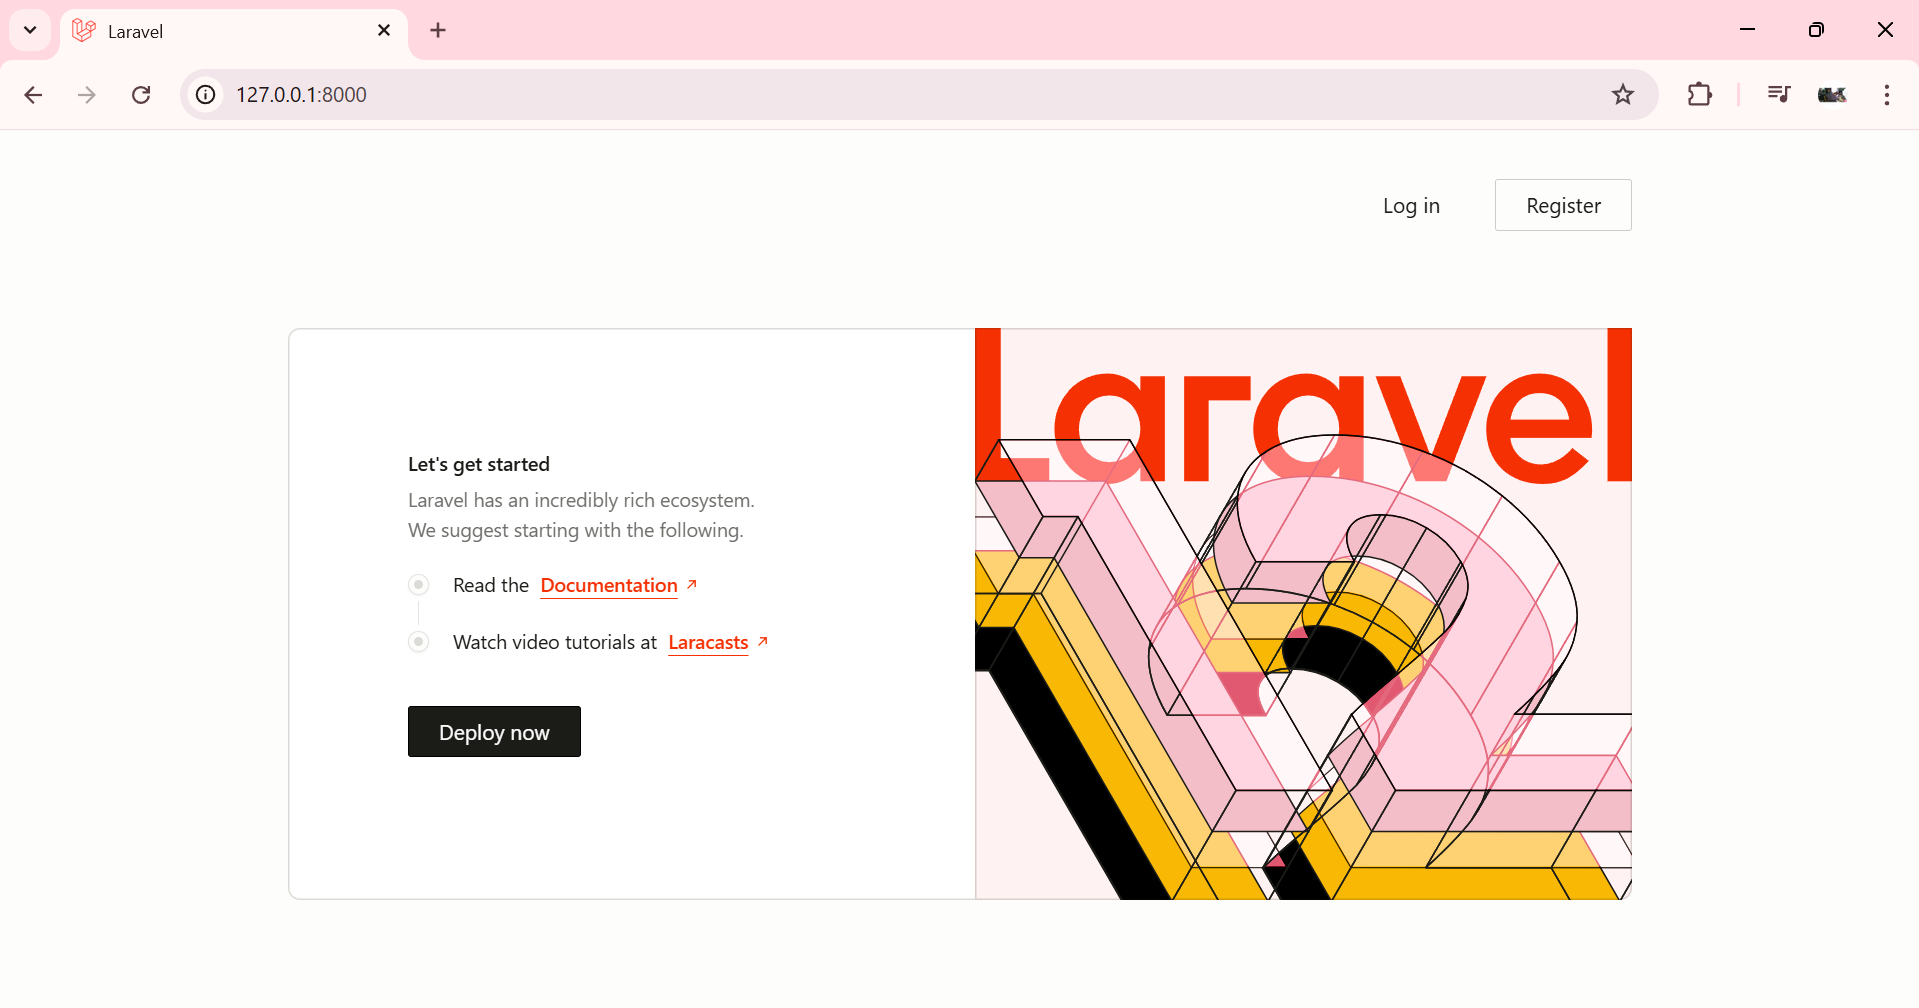 Laravel
127.0.0.1:8000
Log in
Register
Let's get started
Laravel has an incredibly rich ecosystem.
We suggest starting with the following.
Read the Documentation
Watch video tutorials at Laracasts
Deploy now
Laravel